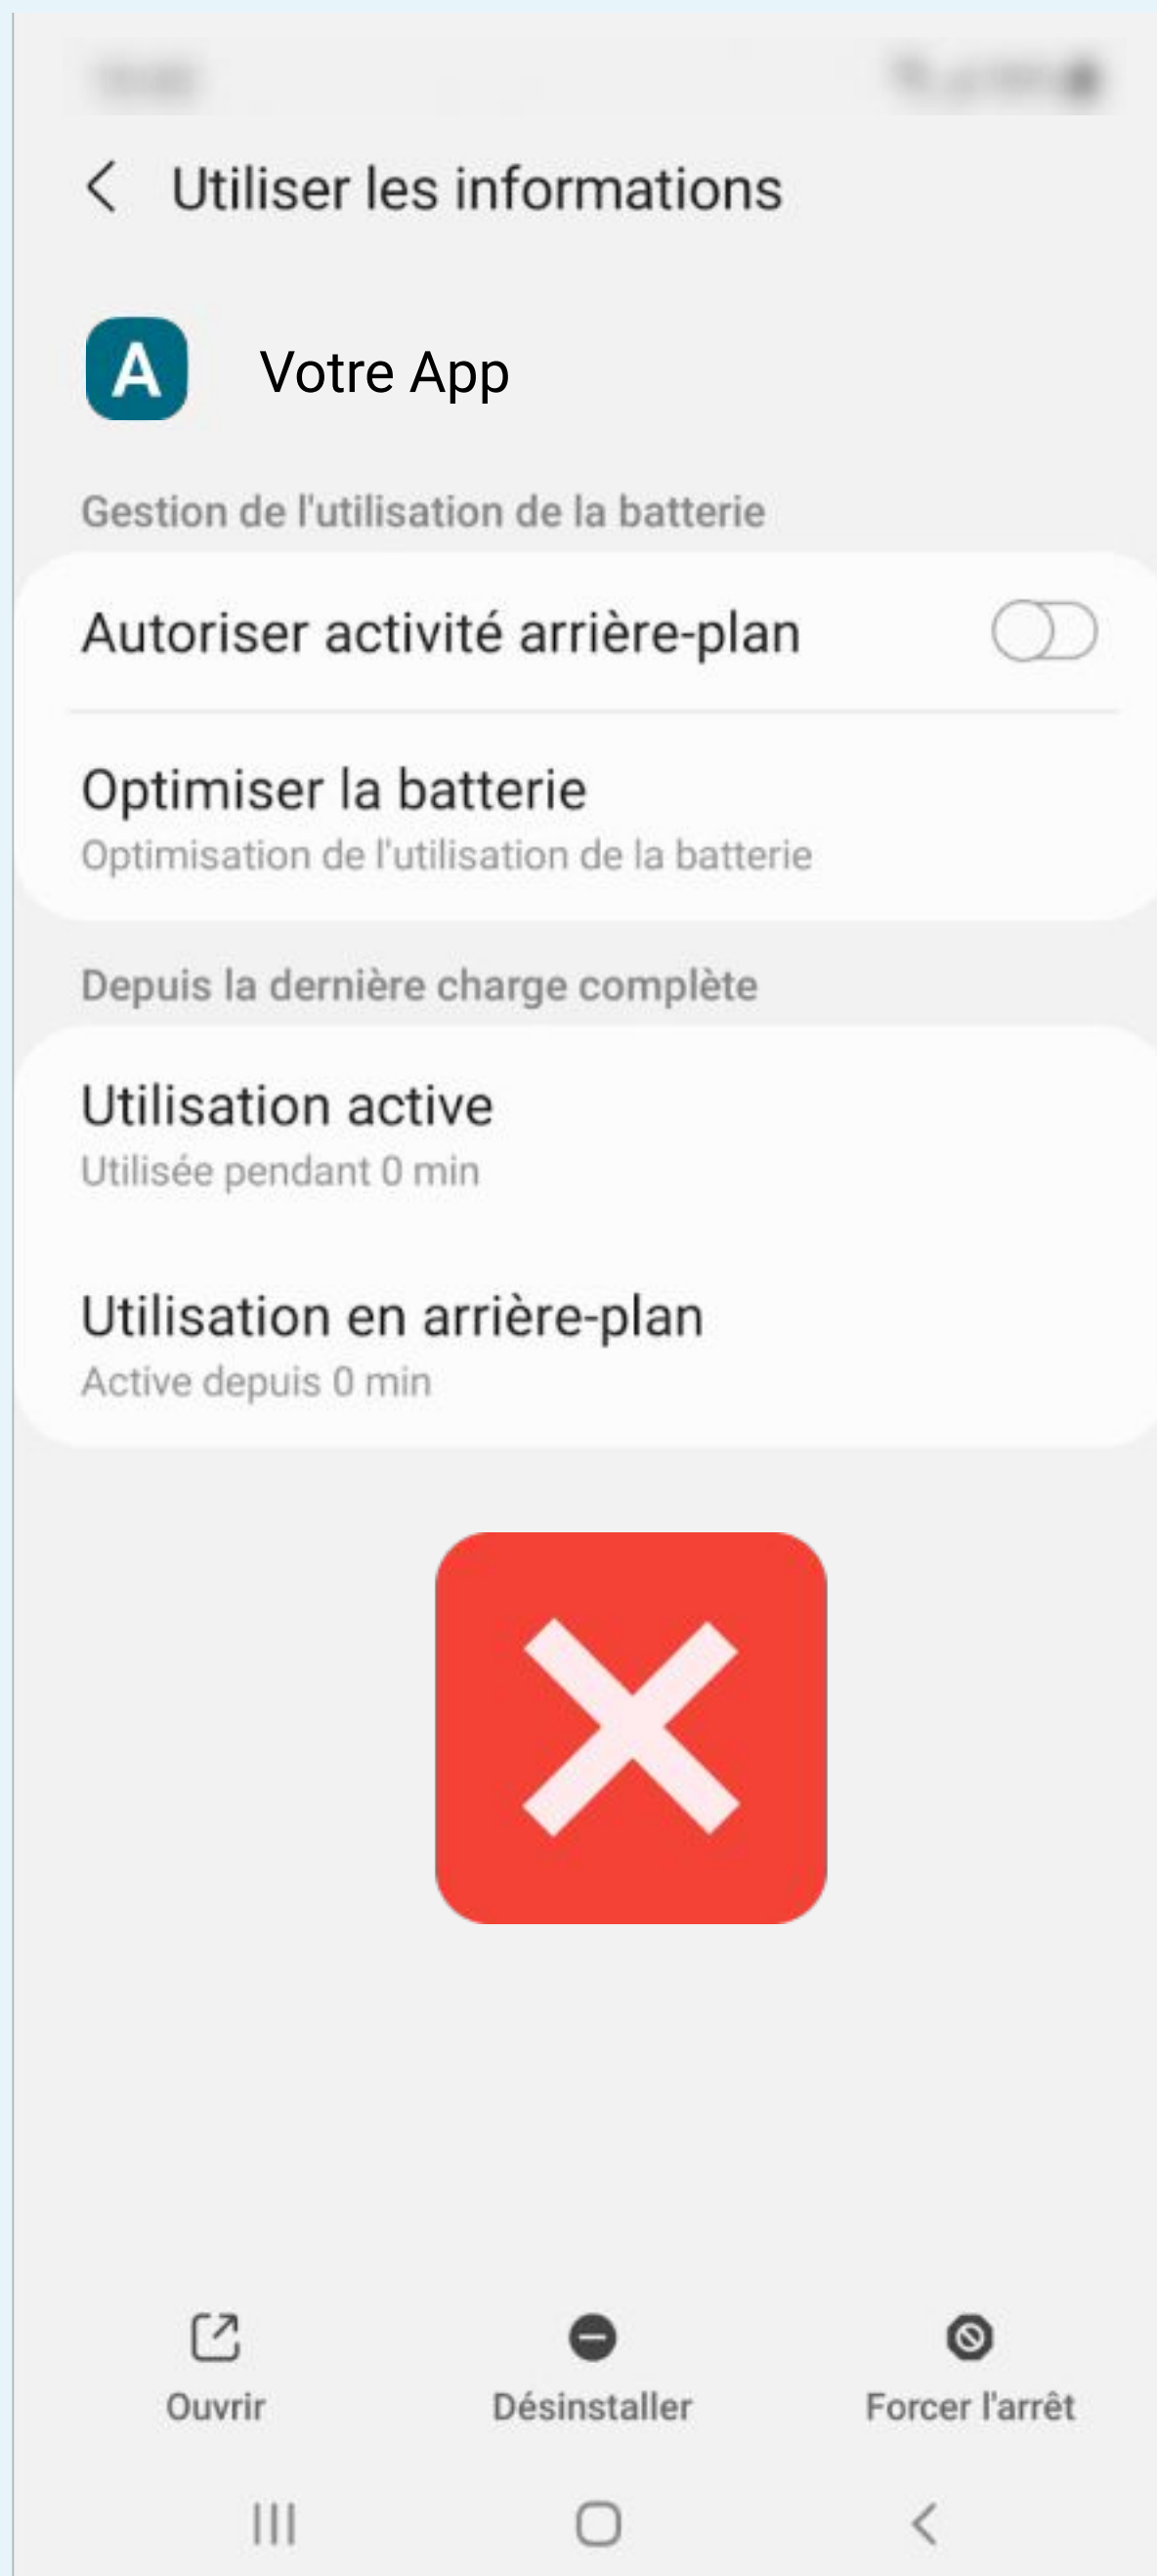 Utiliser les informations
A
Votre App
Gestion de l'utilisation de la batterie
Autoriser activité arrière-plan
Optimiser la batterie
Optimisation de l'utilisation de la batterie
Depuis la dernière charge complète
Utilisation active
Utilisée pendant 0 min
Utilisation en arrière-plan
Active depuis 0 min
Ouvrir
Désinstaller
Forcer l'arrêt